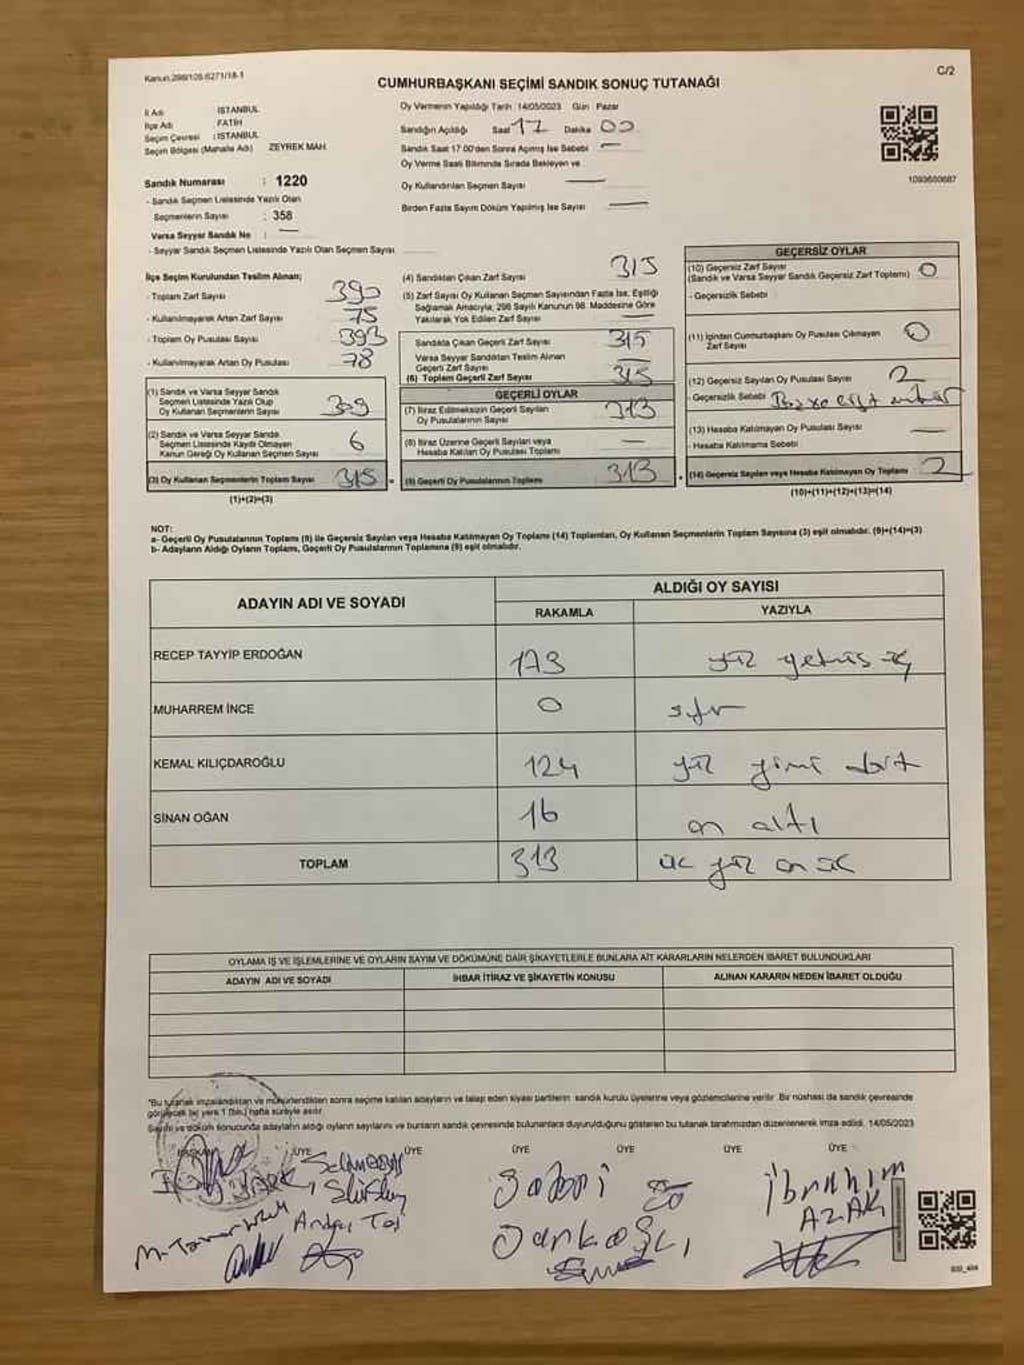 Kanun:298/105 6271/18-1
C/2
CUMHURBAŞKANI SEÇİMİ SANDIK SONUÇ TUTANAĞI
İl Adı : İSTANBUL
İlçe Adı : FATİH
Seçim Çevresi : İSTANBUL
Seçim Bölgesi (Mahalle Adı) ZEYREK MAH.
Oy Vermenin Yapıldığı Tarih 14/05/2023 Gün Pazar
Sandığın Açıldığı Saat 17 Dakika 00
Sandık Saat 17:00'den Sonra Açılmış İse Sebebi —
Oy Verme Saati Bitiminde Sırada Bekleyen ve
Oy Kullandırılan Seçmen Sayısı —
Birden Fazla Sayım Döküm Yapılmış İse Sayısı —
1093680687
Sandık Numarası : 1220
- Sandık Seçmen Listesinde Yazılı Olan
Seçmenlerin Sayısı : 358
Varsa Seyyar Sandık No : —
- Seyyar Sandık Seçmen Listesinde Yazılı Olan Seçmen Sayısı
İlçe Seçim Kurulundan Teslim Alınan;
- Toplam Zarf Sayısı 390
- Kullanılmayarak Artan Zarf Sayısı 75
- Toplam Oy Pusulası Sayısı 393
- Kullanılmayarak Artan Oy Pusulası 78
(1) Sandık ve Varsa Seyyar Sandık
Seçmen Listesinde Yazılı Olup
Oy Kullanan Seçmenlerin Sayısı 309
(2) Sandık ve Varsa Seyyar Sandık
Seçmen Listesinde Kaydı Olmayan
Kanun Gereği Oy Kullanan Seçmen Sayısı 6
(3) Oy Kullanan Seçmenlerin Toplam Sayısı 315
(1)+(2)=(3)
(4) Sandıktan Çıkan Zarf Sayısı 315
(5) Zarf Sayısı Oy Kullanan Seçmen Sayısından Fazla İse, Eşitliği
Sağlamak Amacıyla; 298 Sayılı Kanunun 98. Maddesine Göre
Yakılarak Yok Edilen Zarf Sayısı —
Sandıkta Çıkan Geçerli Zarf Sayısı 315
Varsa Seyyar Sandıktan Teslim Alınan
Geçerli Zarf Sayısı —
(6) Toplam Geçerli Zarf Sayısı 315
GEÇERLİ OYLAR
(7) İtiraz Edilmeksizin Geçerli Sayılan
Oy Pusulalarının Sayısı 313
(8) İtiraz Üzerine Geçerli Sayılan veya
Hesaba Katılan Oy Pusulası Toplamı —
(9) Geçerli Oy Pusulalarının Toplamı 313
GEÇERSİZ OYLAR
(10) Geçersiz Zarf Sayısı
(Sandık ve Varsa Seyyar Sandık Geçersiz Zarf Toplamı) 0
- Geçersizlik Sebebi
(11) İçinden Cumhurbaşkanı Oy Pusulası Çıkmayan
Zarf Sayısı 0
(12) Geçersiz Sayılan Oy Pusulası Sayısı 2
- Geçersizlik Sebebi
(13) Hesaba Katılmayan Oy Pusulası Sayısı —
- Hesaba Katılmama Sebebi
(14) Geçersiz Sayılan veya Hesaba Katılmayan Oy Toplamı 2
(10)+(11)+(12)+(13)=(14)
NOT:
a- Geçerli Oy Pusulalarının Toplamı (9) ile Geçersiz Sayılan veya Hesaba Katılmayan Oy Toplamı (14) Toplamları, Oy Kullanan Seçmenlerin Toplam Sayısına (3) eşit olmalıdır. (9)+(14)=(3)
b- Adayların Aldığı Oyların Toplamı, Geçerli Oy Pusulalarının Toplamına (9) eşit olmalıdır.
ADAYIN ADI VE SOYADI
ALDIĞI OY SAYISI
RAKAMLA YAZIYLA
RECEP TAYYİP ERDOĞAN 173 yüz yetmiş üç
MUHARREM İNCE 0 sıfır
KEMAL KILIÇDAROĞLU 124 yüz yirmi dört
SİNAN OĞAN 16 on altı
TOPLAM 313 üç yüz on üç
OYLAMA İŞ VE İŞLEMLERİNE VE OYLARIN SAYIM VE DÖKÜMÜNE DAİR ŞİKAYETLERLE BUNLARA AİT KARARLARIN NELERDEN İBARET BULUNDUKLARI
ADAYIN ADI VE SOYADI İHBAR İTİRAZ VE ŞİKAYETİN KONUSU ALINAN KARARIN NEDEN İBARET OLDUĞU
*Bu tutanak imzalandıktan ve mühürlendikten sonra seçime katılan adayların ve talep eden siyasi partilerin sandık kurulu üyelerine veya gözlemcilerine verilir. Bir nüshası da sandık çevresinde
görülecek bir yere 1 (bir) hafta süreyle asılır.
Sayım ve döküm sonucunda adayların aldığı oyların sayılarını ve bunların sandık çevresinde bulunanlara duyurulduğunu gösteren bu tutanak tarafımızdan düzenlenerek imza edildi. 14/05/2023
BAŞKAN ÜYE ÜYE ÜYE ÜYE ÜYE ÜYE
Sabri
İbrahim
AZAK